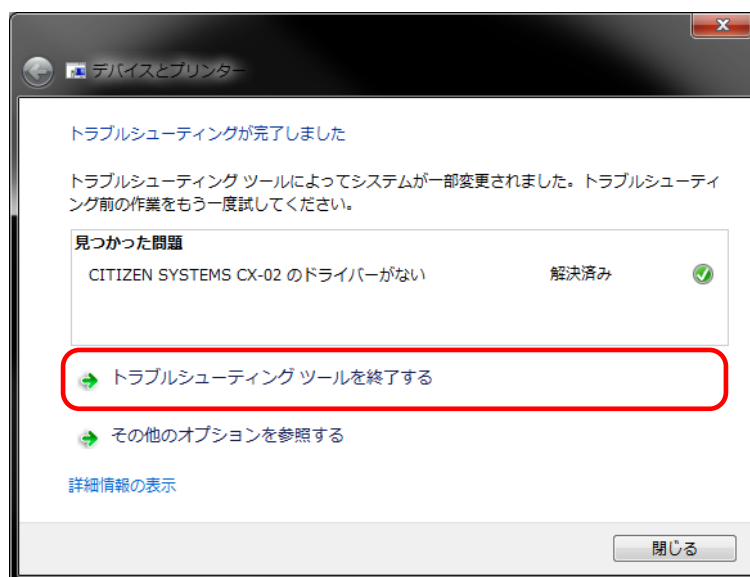 デバイスとプリンター
トラブルシューティングが完了しました
トラブルシューティング ツールによってシステムが一部変更されました。トラブルシューティ
ング前の作業をもう一度試してください。
見つかった問題
CITIZEN SYSTEMS CX-02 のドライバーがない 解決済み
トラブルシューティング ツールを終了する
その他のオプションを参照する
詳細情報の表示
閉じる